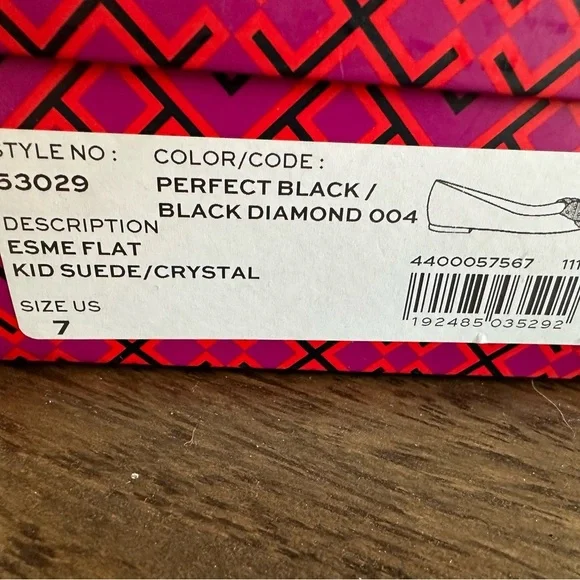 STYLE NO :
53029
COLOR/CODE :
PERFECT BLACK /
BLACK DIAMOND 004
DESCRIPTION
ESME FLAT
KID SUEDE/CRYSTAL
SIZE US
7
4400057567 111
192485 035292